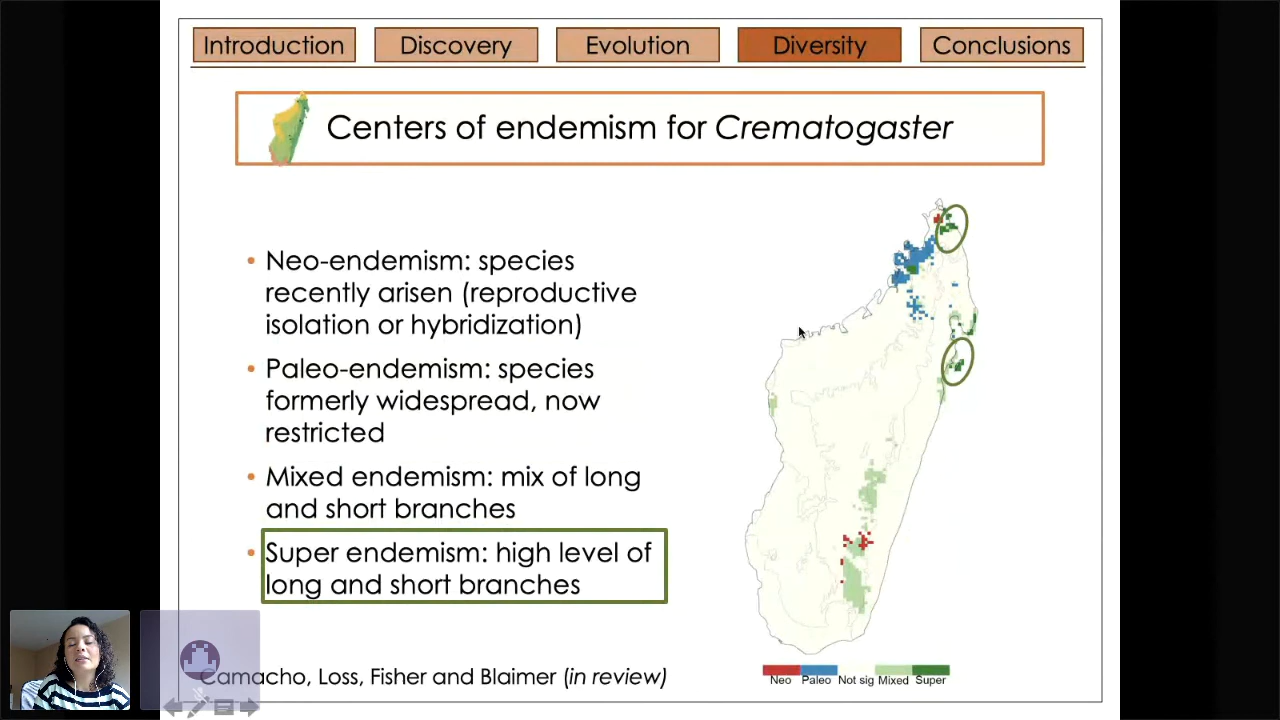 Introduction
Discovery
Evolution
Diversity
Conclusions
Centers of endemism for Crematogaster
• Neo-endemism: species
recently arisen (reproductive
isolation or hybridization)
• Paleo-endemism: species
formerly widespread, now
restricted
• Mixed endemism: mix of long
and short branches
• Super endemism: high level of
long and short branches
Camacho, Loss, Fisher and Blaimer (in review)
Neo Paleo Not sig Mixed Super